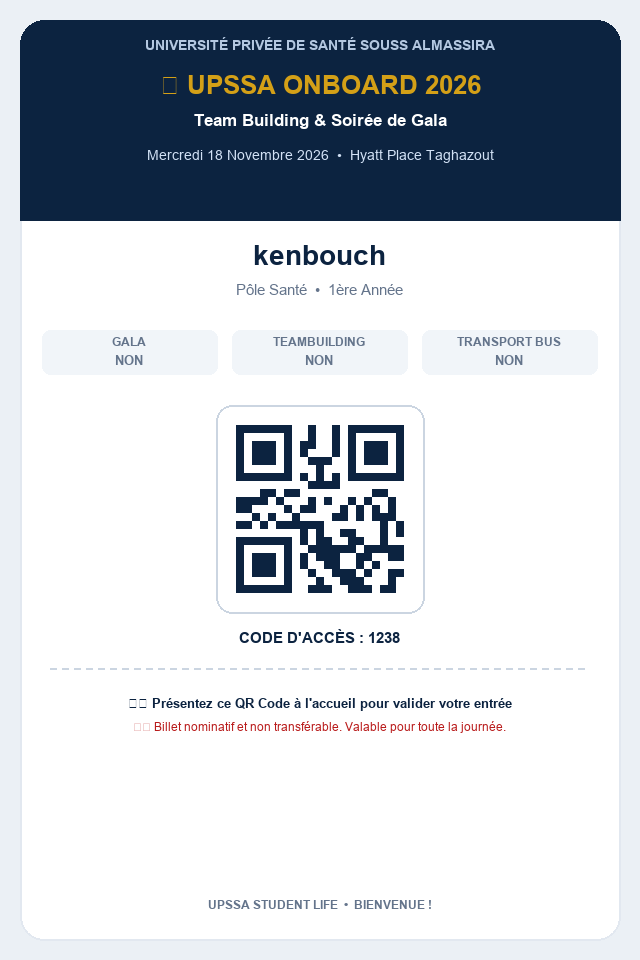 UNIVERSITÉ PRIVÉE DE SANTÉ SOUSS ALMASSIRA
UPSSA ONBOARD 2026
Team Building & Soirée de Gala
Mercredi 18 Novembre 2026 • Hyatt Place Taghazout
kenbouch
Pôle Santé • 1ère Année
GALA
NON
TEAMBUILDING
NON
TRANSPORT BUS
NON
CODE D'ACCÈS : 1238
Présentez ce QR Code à l'accueil pour valider votre entrée
Billet nominatif et non transférable. Valable pour toute la journée.
UPSSA STUDENT LIFE • BIENVENUE !